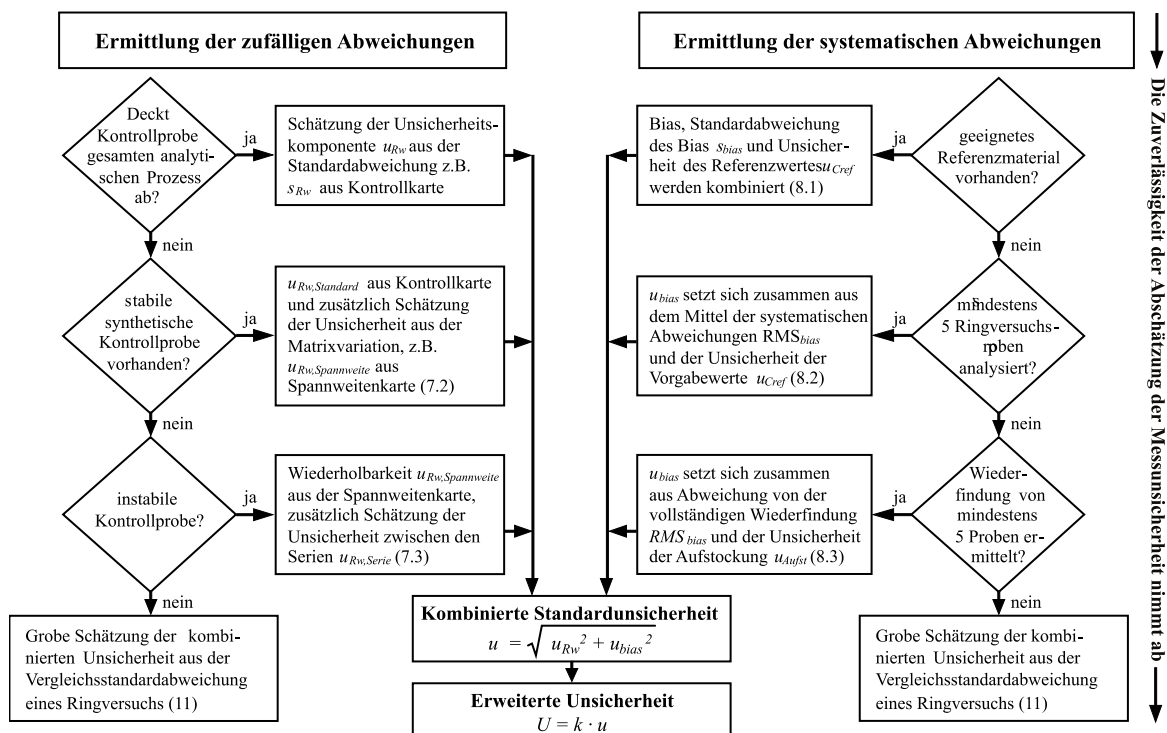 Ermittlung der zufälligen Abweichungen
Deckt
Kontrollprobe
gesamten analyti-
schen Prozess
ab?
ja
Schätzung der Unsicherheits-
komponente uRw aus der
Standardabweichung z.B.
sRw aus Kontrollkarte
nein
stabile
synthetische
Kontrollprobe
vorhanden?
ja
uRw,Standard aus Kontrollkarte
und zusätzlich Schätzung
der Unsicherheit aus der
Matrixvariation, z.B.
uRw,Spannweite aus
Spannweitenkarte (7.2)
nein
instabile
Kontrollprobe?
ja
Wiederholbarkeit uRw,Spannweite
aus der Spannweitenkarte,
zusätzlich Schätzung der
Unsicherheit zwischen den
Serien uRw,Serie (7.3)
nein
Grobe Schätzung der kombi-
nierten Unsicherheit aus der
Vergleichsstandardabweichung
eines Ringversuchs (11)
Ermittlung der systematischen Abweichungen
geeignetes
Referenzmaterial
vorhanden?
ja
Bias, Standardabweichung
des Bias sbias und Unsicher-
heit des Referenzwertesu Cref
werden kombiniert (8.1)
nein
mindestens
5 Ringversuchs-
proben
analysiert?
ja
ubias setzt sich zusammen aus
dem Mittel der systematischen
Abweichungen RMSbias
und der Unsicherheit der
Vorgabewerte uCref (8.2)
nein
Wieder-
findung von
mindestens
5 Proben er-
mittelt?
ja
ubias setzt sich zusammen
aus Abweichung von der
vollständigen Wiederfindung
RMS bias und der Unsicherheit
der Aufstockung uAufst (8.3)
nein
Grobe Schätzung der kombi-
nierten Unsicherheit aus der
Vergleichsstandardabweichung
eines Ringversuchs (11)
Kombinierte Standardunsicherheit
u = √uRw² + ubias²
Erweiterte Unsicherheit
U = k · u
Die Zuverlässigkeit der Abschätzung der Messunsicherheit nimmt ab